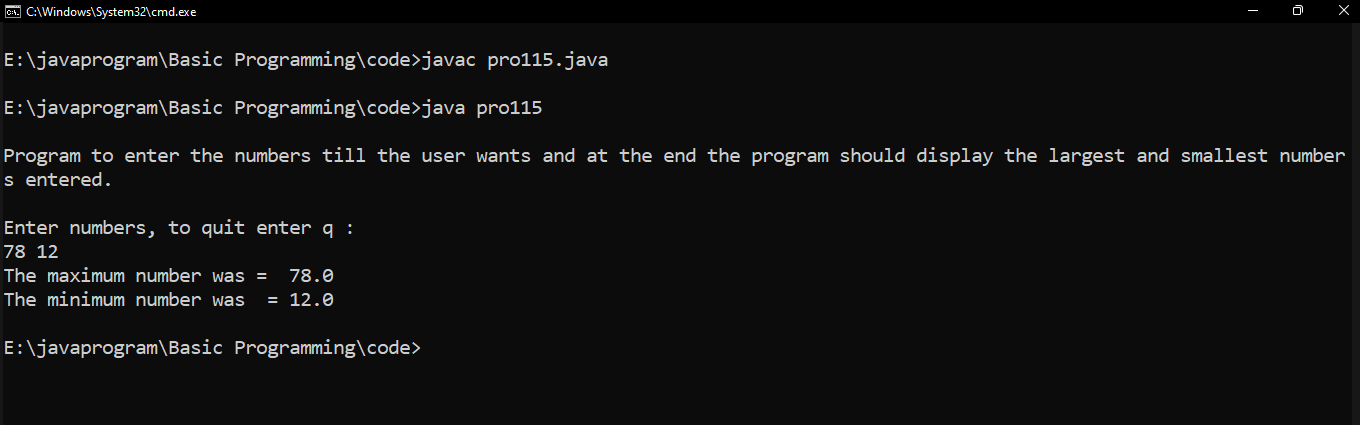 C:\Windows\System32\cmd.exe
E:\javaprogram\Basic Programming\code>javac pro115.java
E:\javaprogram\Basic Programming\code>java pro115
Program to enter the numbers till the user wants and at the end the program should display the largest and smallest number
s entered.
Enter numbers, to quit enter q :
78 12
The maximum number was =  78.0
The minimum number was  = 12.0
E:\javaprogram\Basic Programming\code>